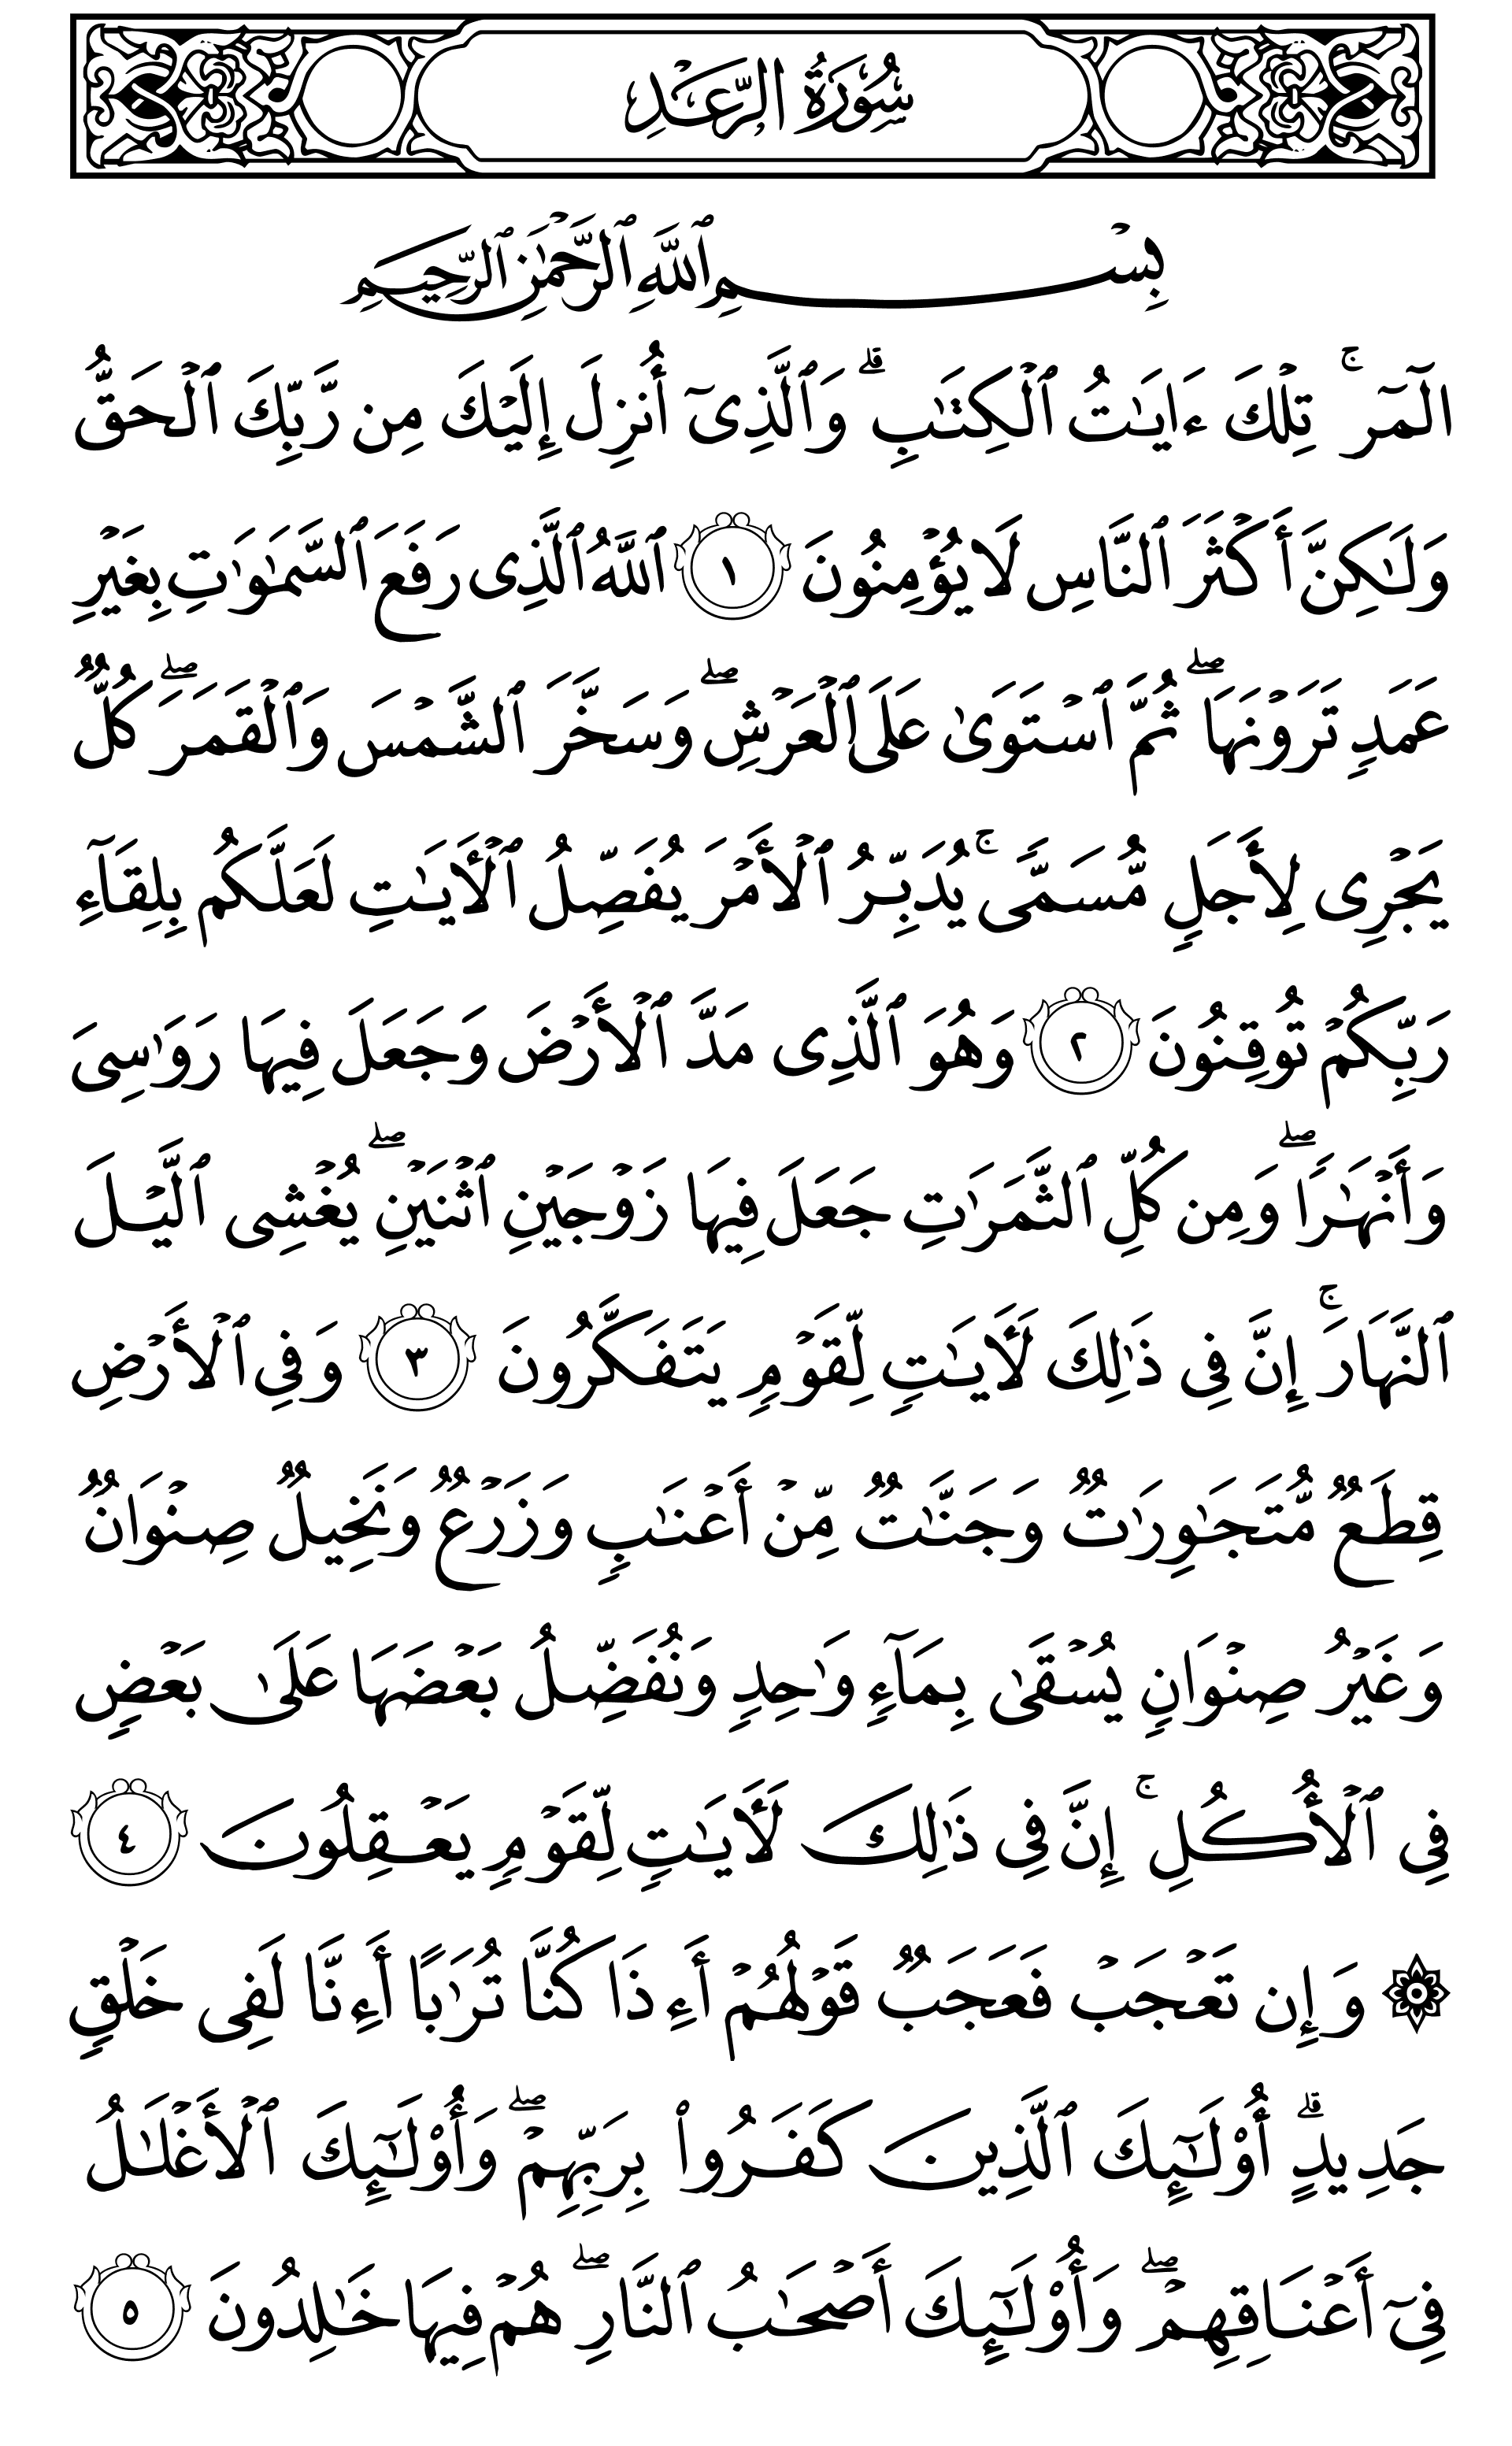 سُورَةُ الرَّعْدِ
بِسْمِ ٱللَّهِ ٱلرَّحْمَٰنِ ٱلرَّحِيمِ
الٓمٓرۚ تِلْكَ ءَايَٰتُ ٱلْكِتَٰبِۗ وَٱلَّذِىٓ أُنزِلَ إِلَيْكَ مِن رَّبِّكَ ٱلْحَقُّ
وَلَٰكِنَّ أَكْثَرَ ٱلنَّاسِ لَا يُؤْمِنُونَ ١ ٱللَّهُ ٱلَّذِى رَفَعَ ٱلسَّمَٰوَٰتِ بِغَيْرِ
عَمَدٍ تَرَوْنَهَاۖ ثُمَّ ٱسْتَوَىٰ عَلَى ٱلْعَرْشِۖ وَسَخَّرَ ٱلشَّمْسَ وَٱلْقَمَرَۖ كُلٌّ
يَجْرِى لِأَجَلٍ مُّسَمًّىۚ يُدَبِّرُ ٱلْأَمْرَ يُفَصِّلُ ٱلْأَيَٰتِ لَعَلَّكُم بِلِقَآءِ
رَبِّكُمْ تُوقِنُونَ ٢ وَهُوَ ٱلَّذِى مَدَّ ٱلْأَرْضَ وَجَعَلَ فِيهَا رَوَٰسِىَ
وَأَنْهَٰرًاۖ وَمِن كُلِّ ٱلثَّمَرَٰتِ جَعَلَ فِيهَا زَوْجَيْنِ ٱثْنَيْنِۖ يُغْشِى ٱلَّيْلَ
ٱلنَّهَارَۚ إِنَّ فِى ذَٰلِكَ لَأَيَٰتٍ لِّقَوْمٍ يَتَفَكَّرُونَ ٣ وَفِى ٱلْأَرْضِ
قِطَعٌ مُّتَجَٰوِرَٰتٌ وَجَنَّٰتٌ مِّنْ أَعْنَٰبٍ وَزَرْعٌ وَنَخِيلٌ صِنْوَانٌ
وَغَيْرُ صِنْوَانٍ يُسْقَىٰ بِمَآءٍ وَٰحِدٍ وَنُفَضِّلُ بَعْضَهَا عَلَىٰ بَعْضٍ
فِى ٱلْأُكُلِۚ إِنَّ فِى ذَٰلِكَ لَأَيَٰتٍ لِّقَوْمٍ يَعْقِلُونَ ٤
۞ وَإِن تَعْجَبْ فَعَجَبٌ قَوْلُهُمْ أَءِذَا كُنَّا تُرَٰبًا أَءِنَّا لَفِى خَلْقٍ
جَدِيدٍۗ أُوْلَٰٓئِكَ ٱلَّذِينَ كَفَرُوا۟ بِرَبِّهِمْۖ وَأُوْلَٰٓئِكَ ٱلْأَغْلَٰلُ
فِىٓ أَعْنَاقِهِمْۖ وَأُوْلَٰٓئِكَ أَصْحَٰبُ ٱلنَّارِۖ هُمْ فِيهَا خَٰلِدُونَ ٥